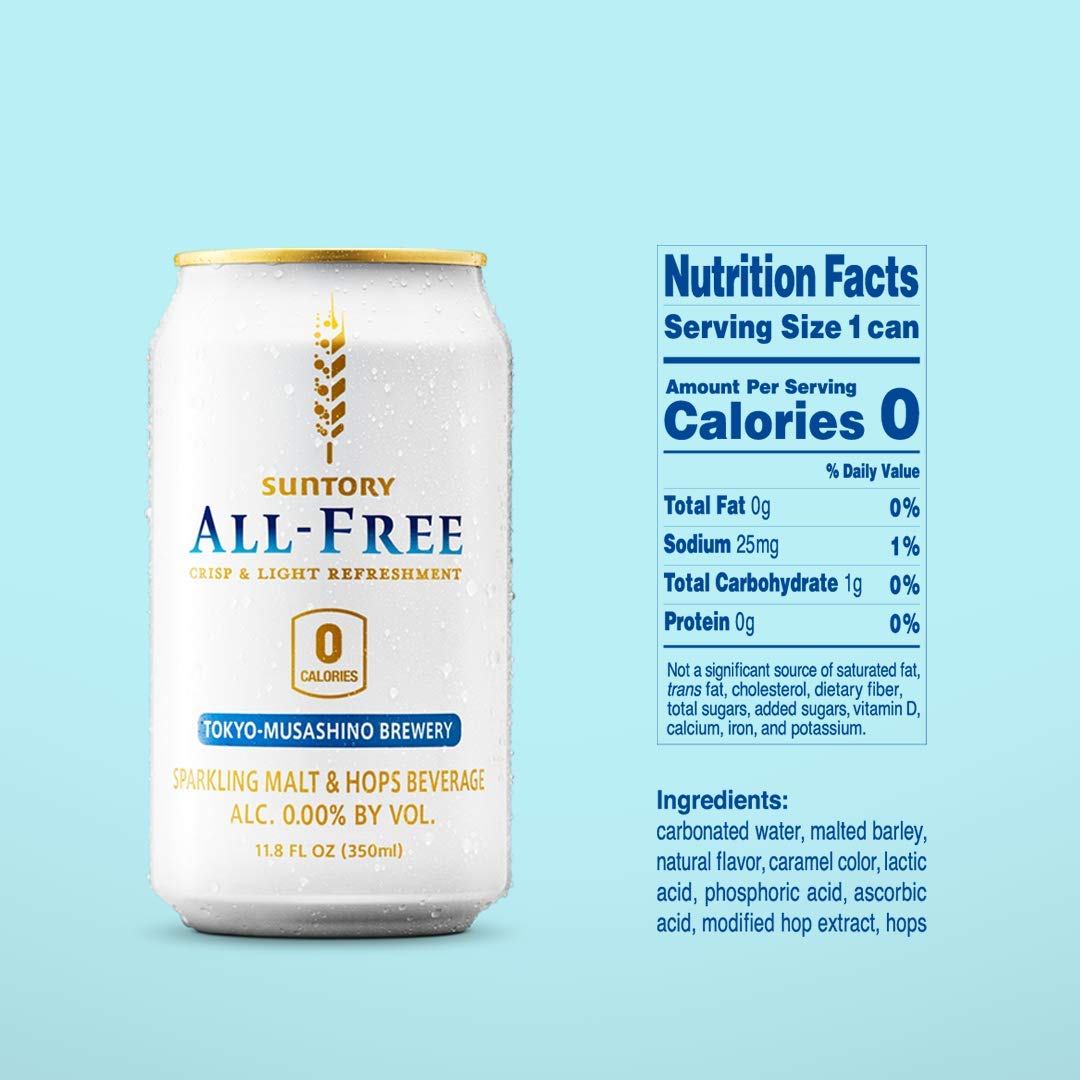 SUNTORY
ALL-FREE
CRISP & LIGHT REFRESHMENT
0
CALORIES
TOKYO-MUSASHINO BREWERY
SPARKLING MALT & HOPS BEVERAGE
ALC. 0.00% BY VOL.
11.8 FL OZ (350ml)
Nutrition Facts
Serving Size 1 can
Amount Per Serving
Calories 0
% Daily Value
Total Fat 0g 0%
Sodium 25mg 1%
Total Carbohydrate 1g 0%
Protein 0g 0%
Not a significant source of saturated fat,
trans fat, cholesterol, dietary fiber,
total sugars, added sugars, vitamin D,
calcium, iron, and potassium.
Ingredients:
carbonated water, malted barley,
natural flavor, caramel color, lactic
acid, phosphoric acid, ascorbic
acid, modified hop extract, hops